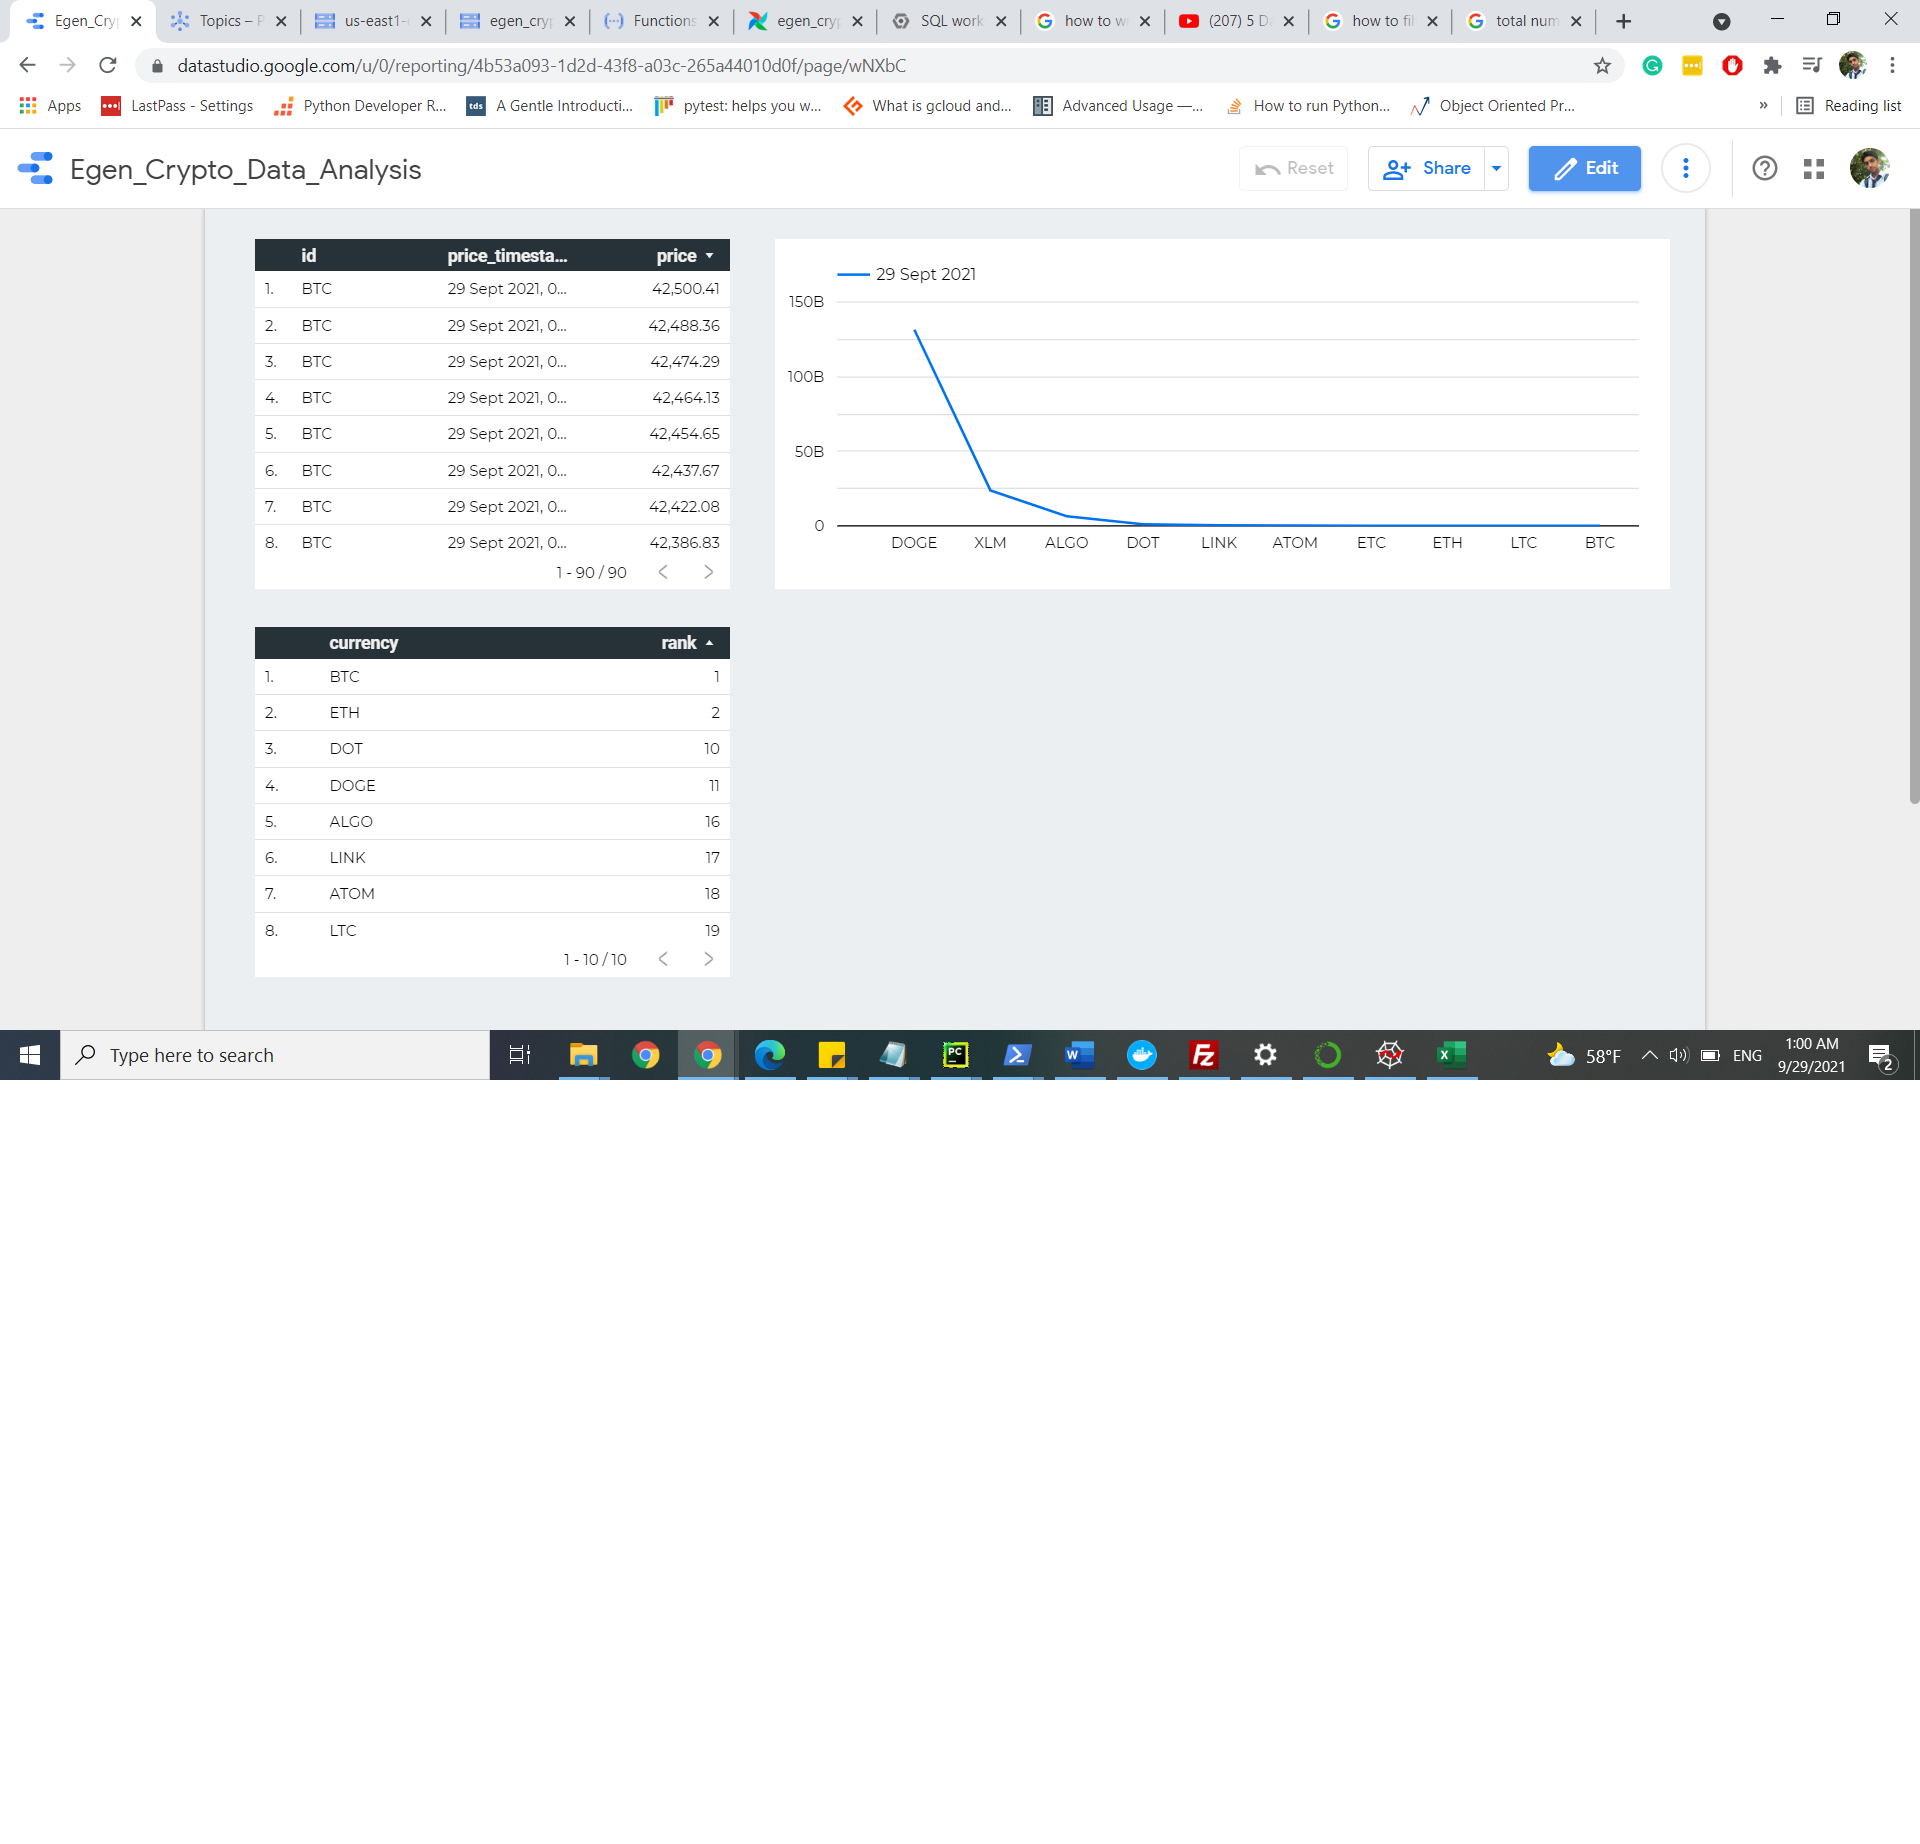 Egen_Cry
Topics – P
us-east1-
egen_cry
Functions
egen_cry
SQL work
how to w
(207) 5 D
how to fil
total num
datastudio.google.com/u/0/reporting/4b53a093-1d2d-43f8-a03c-265a44010d0f/page/wNXbC
Apps
LastPass - Settings
Python Developer R...
tds
A Gentle Introducti...
pytest: helps you w...
What is gcloud and...
Advanced Usage —...
How to run Python...
Object Oriented Pr...
»
Reading list
Egen_Crypto_Data_Analysis
Reset
Share
Edit
id price_timesta... price
1. BTC 29 Sept 2021, 0... 42,500.41
2. BTC 29 Sept 2021, 0... 42,488.36
3. BTC 29 Sept 2021, 0... 42,474.29
4. BTC 29 Sept 2021, 0... 42,464.13
5. BTC 29 Sept 2021, 0... 42,454.65
6. BTC 29 Sept 2021, 0... 42,437.67
7. BTC 29 Sept 2021, 0... 42,422.08
8. BTC 29 Sept 2021, 0... 42,386.83
1 - 90 / 90
29 Sept 2021
150B
100B
50B
0
DOGE XLM ALGO DOT LINK ATOM ETC ETH LTC BTC
currency rank
1. BTC 1
2. ETH 2
3. DOT 10
4. DOGE 11
5. ALGO 16
6. LINK 17
7. ATOM 18
8. LTC 19
1 - 10 / 10
Type here to search
58°F
ENG
1:00 AM
9/29/2021
2